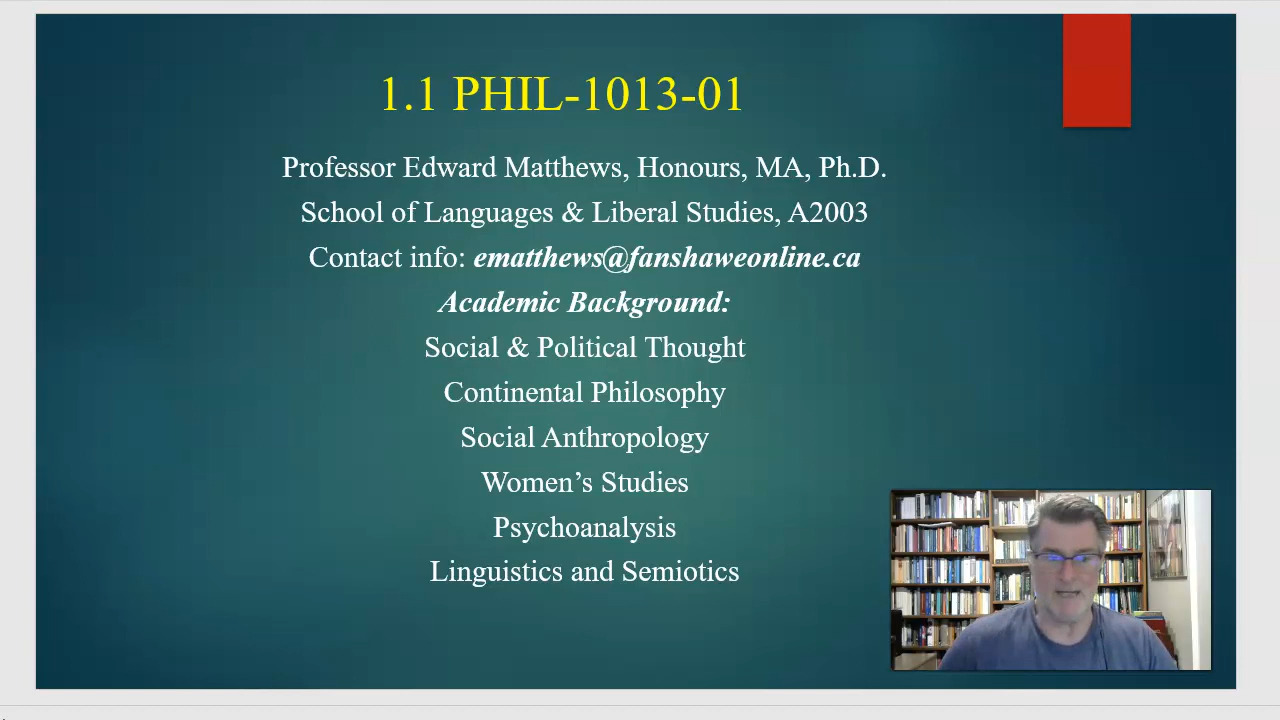 1.1 PHIL-1013-01
Professor Edward Matthews, Honours, MA, Ph.D.
School of Languages & Liberal Studies, A2003
Contact info: ematthews@fanshaweonline.ca
Academic Background:
Social & Political Thought
Continental Philosophy
Social Anthropology
Women’s Studies
Psychoanalysis
Linguistics and Semiotics